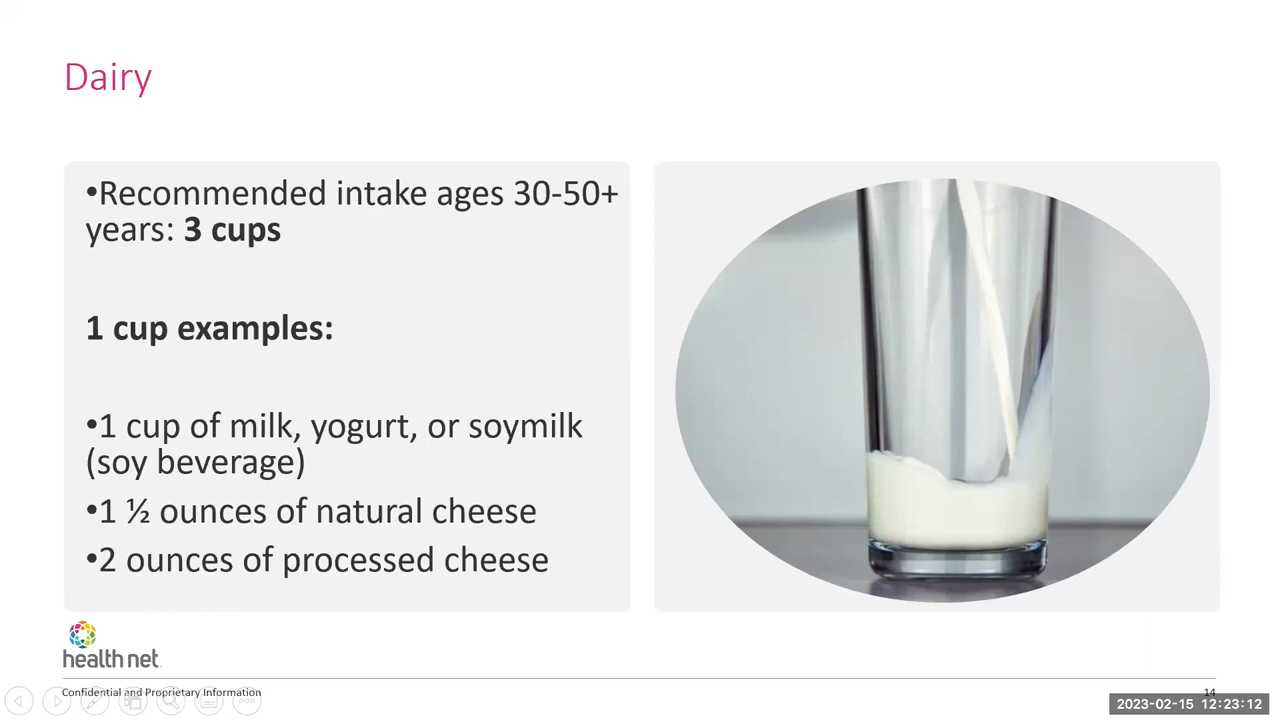 Dairy
•Recommended intake ages 30-50+
years: 3 cups
1 cup examples:
•1 cup of milk, yogurt, or soymilk
(soy beverage)
•1 ½ ounces of natural cheese
•2 ounces of processed cheese
health net
Confidential and Proprietary Information
14
2023-02-15 12:23:12